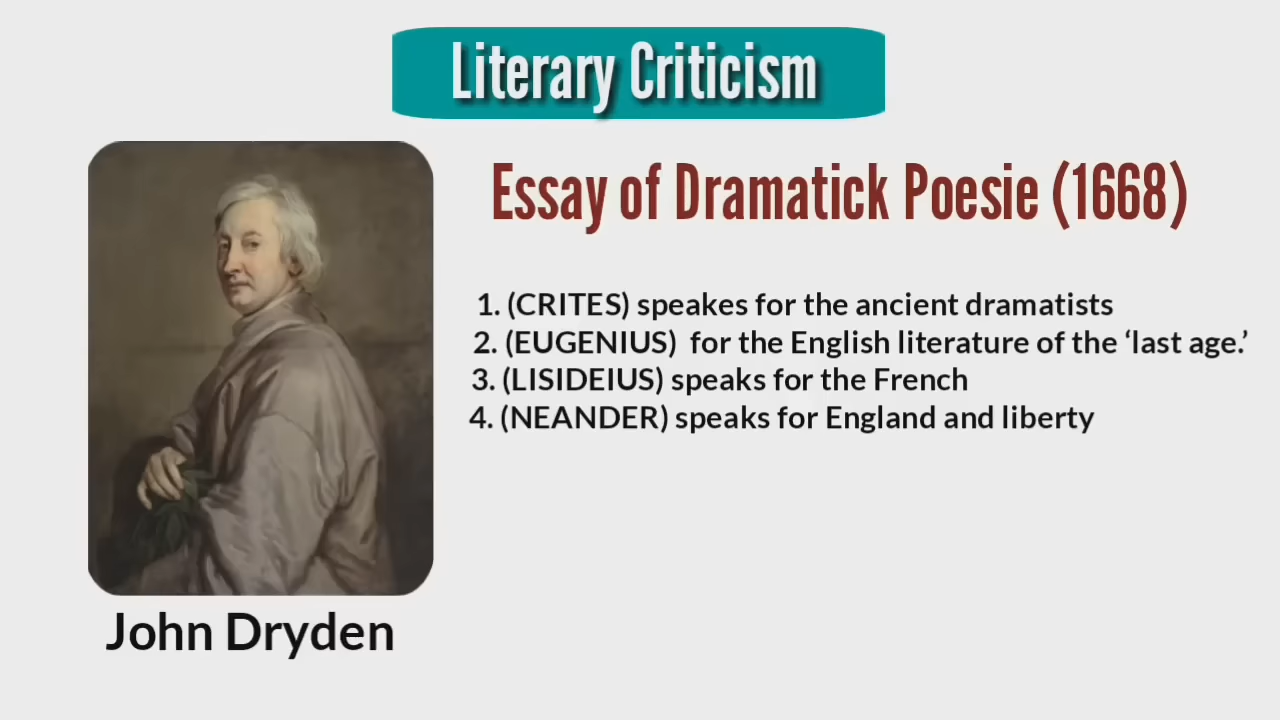 Literary Criticism
Essay of Dramatick Poesie (1668)
1. (CRITES) speakes for the ancient dramatists
2. (EUGENIUS) for the English literature of the ‘last age.’
3. (LISIDEIUS) speaks for the French
4. (NEANDER) speaks for England and liberty
John Dryden